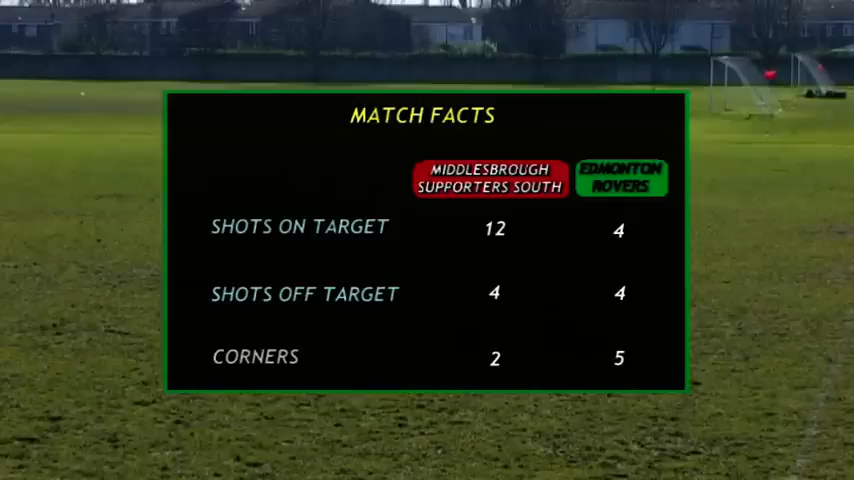 MATCH FACTS
MIDDLESBROUGH SUPPORTERS SOUTH
EDMONTON ROVERS
SHOTS ON TARGET 12 4
SHOTS OFF TARGET 4 4
CORNERS 2 5